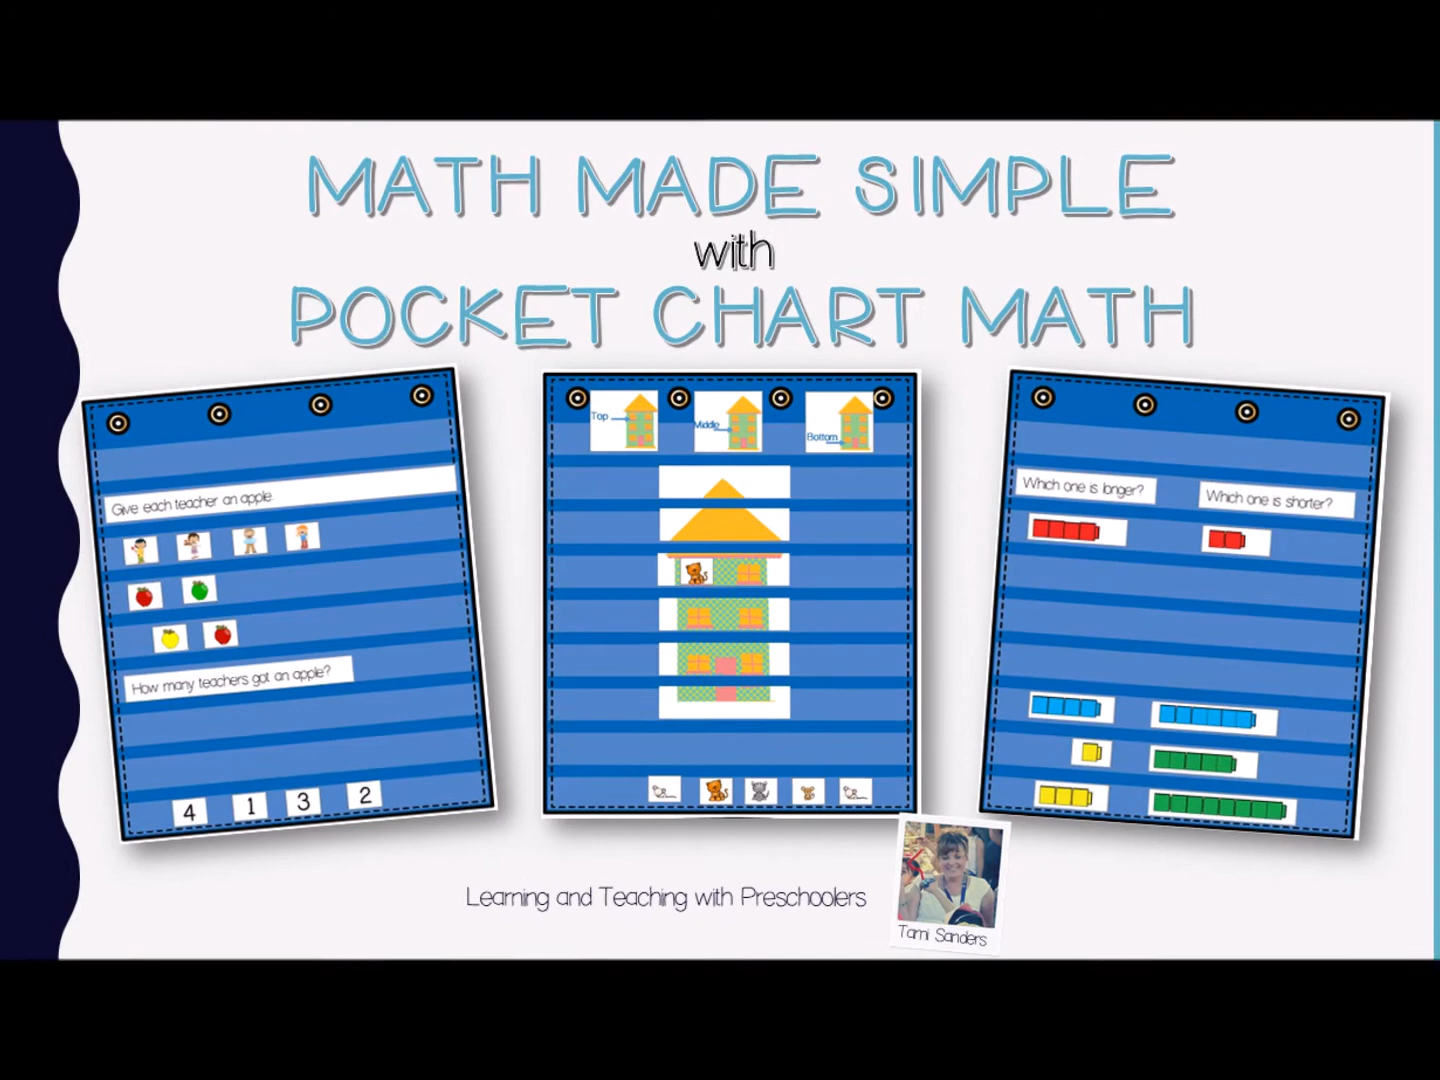 MATH MADE SIMPLE
with
POCKET CHART MATH
Give each teacher an apple.
How many teachers got an apple?
4 1 3 2
Top
Middle
Bottom
Which one is longer?
Which one is shorter?
Learning and Teaching with Preschoolers
Tami Sanders